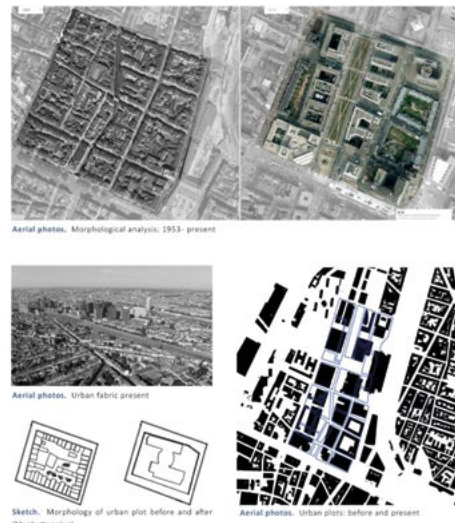 Aerial photos. Morphological analysis: 1953- present
Aerial photos. Urban fabric present
Sketch. Morphology of urban plot before and after
Aerial photos. Urban plots: before and present